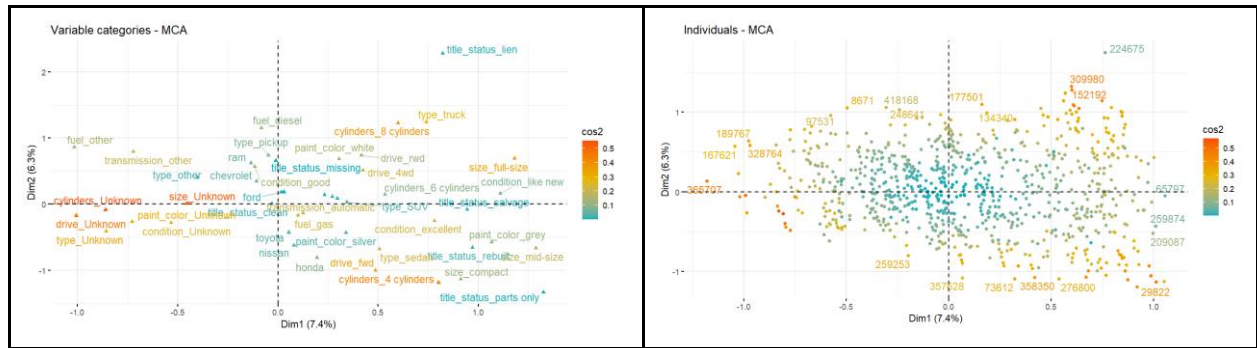 Variable categories - MCA
title_status_lien
2
fuel_diesel
type_truck
cylinders_8 cylinders
1
fuel_other
type_pickup
paint_color_white
drive_rwd
transmission_other
ram
title_status_missing
size_full-size
type_other
chevrolet
drive_4wd
condition_good
cylinders_6 cylinders
condition_like new
cylinders_Unknown
size_Unknown
ford
0
drive_Unknown
paint_color_Unknown
title_status_clean
transmission_automatic
type_SUV
title_status_salvage
type_Unknown
condition_Unknown
fuel_gas
condition_excellent
toyota
paint_color_silver
paint_color_grey
nissan
type_sedan
title_status_rebuilt
size_mid-size
honda
drive_fwd
size_compact
-1
cylinders_4 cylinders
title_status_parts only
-1.0
-0.5
0.0
0.5
1.0
Dim1 (7.4%)
Dim2 (6.3%)
cos2
0.5
0.4
0.3
0.2
0.1
Individuals - MCA
224675
309980
8671
418168
177501
152192
1
97531
248641
134340
189767
167621
328764
365797
65797
0
259874
209087
259253
-1
357628
73612
358350
276800
29822
-1.0
-0.5
0.0
0.5
1.0
Dim1 (7.4%)
Dim2 (6.3%)
cos2
0.5
0.4
0.3
0.2
0.1